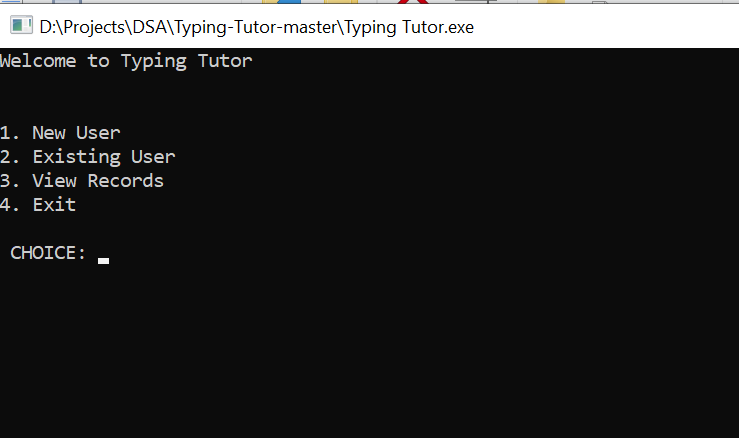 D:\Projects\DSA\Typing-Tutor-master\Typing Tutor.exe
Welcome to Typing Tutor
1. New User
2. Existing User
3. View Records
4. Exit
CHOICE: